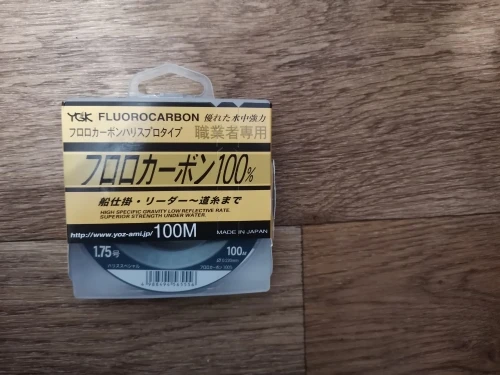 YGK FLUOROCARBON 優れた水中強力
フロロカーボンハリスプロタイプ 職業者専用
フロロカーボン100%
船仕掛・リーダー～道糸まで
HIGH SPECIFIC GRAVITY LOW REFLECTIVE RATE.
SUPERIOR STRENGTH UNDER WATER.
http://www.yoz-ami.jp/ 100M MADE IN JAPAN
1.75号 100M